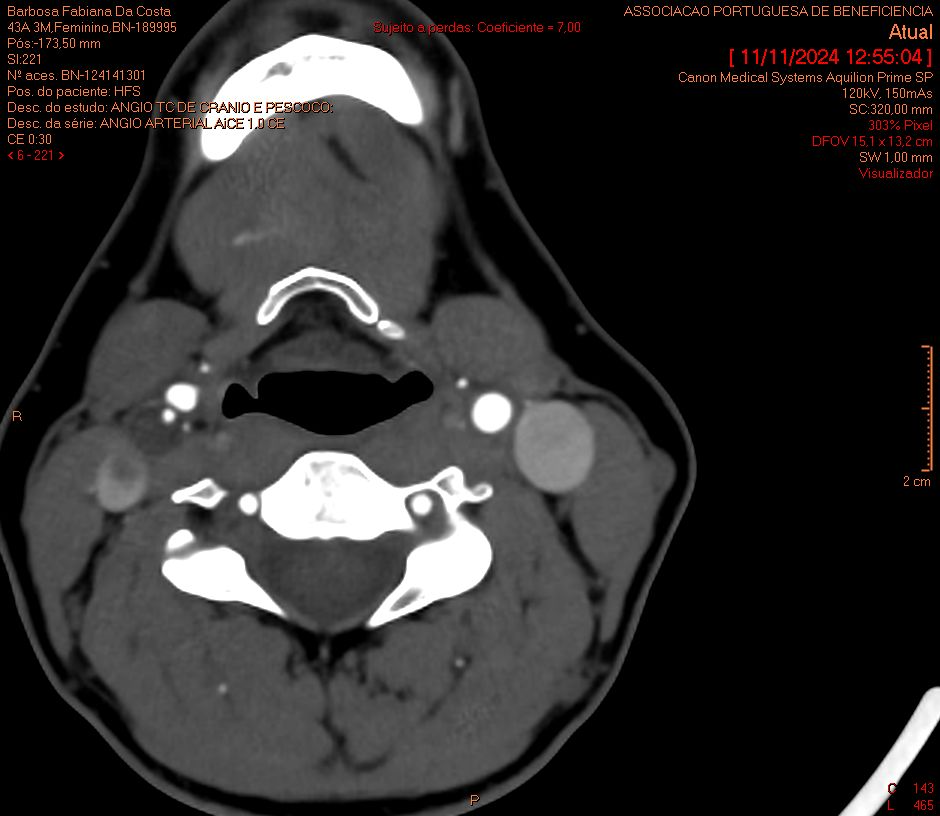 Barbosa Fabiana Da Costa
43A 3M,Feminino,BN-189995
Pós:-173,50 mm
SI:221
Nº aces. BN-124141301
Pos. do paciente: HFS
Desc. do estudo: ANGIO TC DE CRANIO E PESCOCO:
Desc. da série: ANGIO ARTERIAL AiCE 1.0 CE
CE 0:30
< 6 - 221 >
Sujeito a perdas: Coeficiente = 7,00
ASSOCIACAO PORTUGUESA DE BENEFICIENCIA
Atual
[ 11/11/2024 12:55:04 ]
Canon Medical Systems Aquilion Prime SP
120kV, 150mAs
SC:320,00 mm
303% Pixel
DFOV 15,1 x 13,2 cm
SW 1,00 mm
Visualizador
R
2 cm
P
C 143
L 465